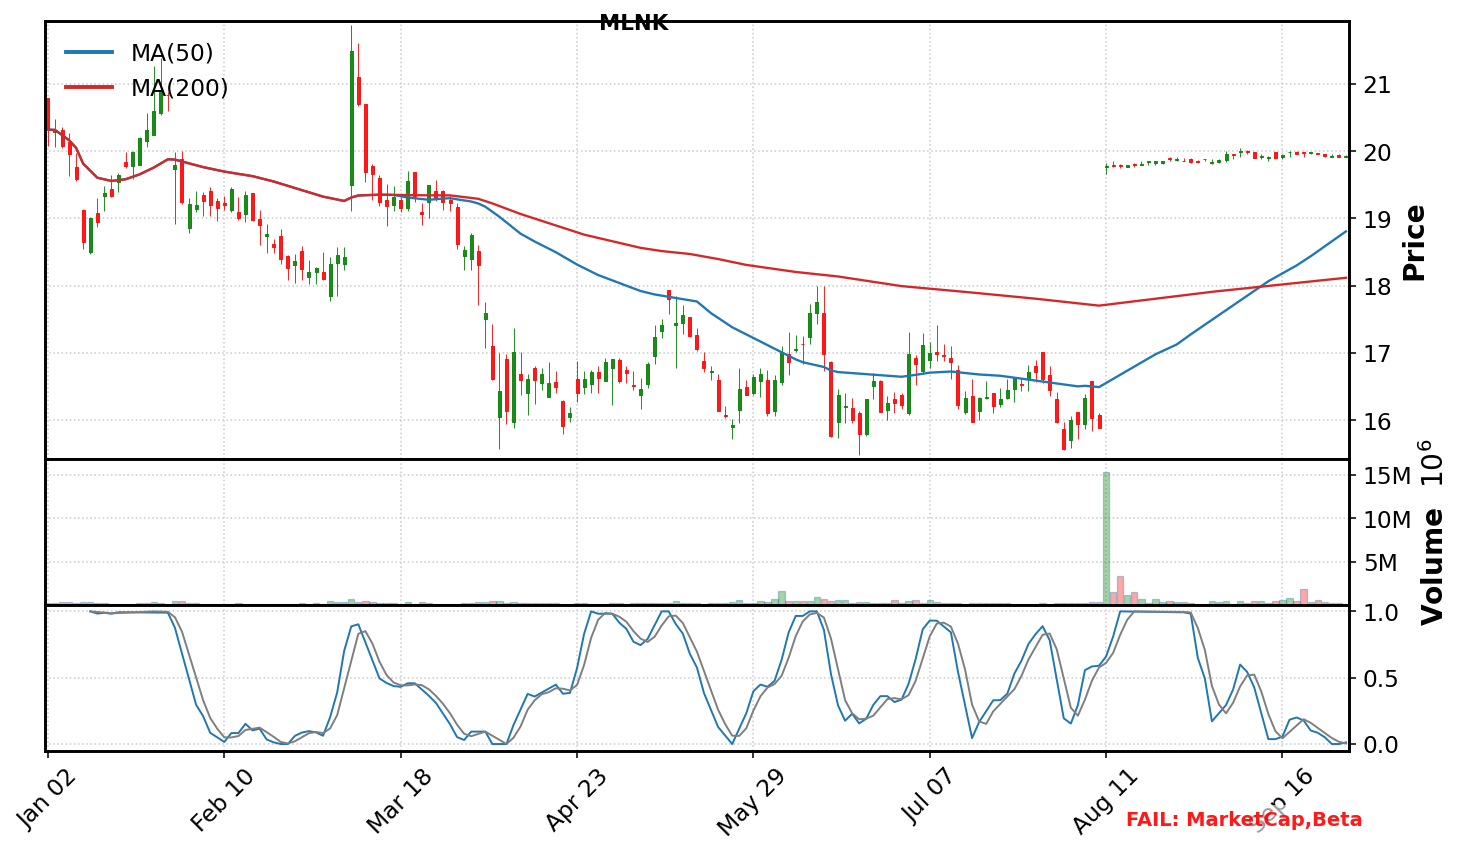 MLNK
MA(50)
MA(200)
21
20
19
18
17
16
Price
15M
10M
5M
Volume 10⁶
1.0
0.5
0.0
Jan 02
Feb 10
Mar 18
Apr 23
May 29
Jul 07
Aug 11
Sep 16
FAIL: MarketCap,Beta